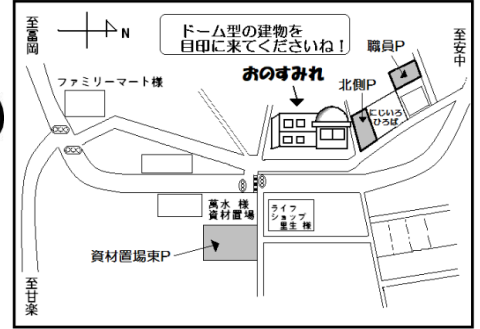 至富岡
N
ドーム型の建物を
目印に来てくださいね！
至安中
職員P
ファミリーマート様
おのすみれ
北側P
にじいろ
ひろば
萬水 様
資材置場
ライフ
ショップ
里生 様
資材置場東P
至甘楽